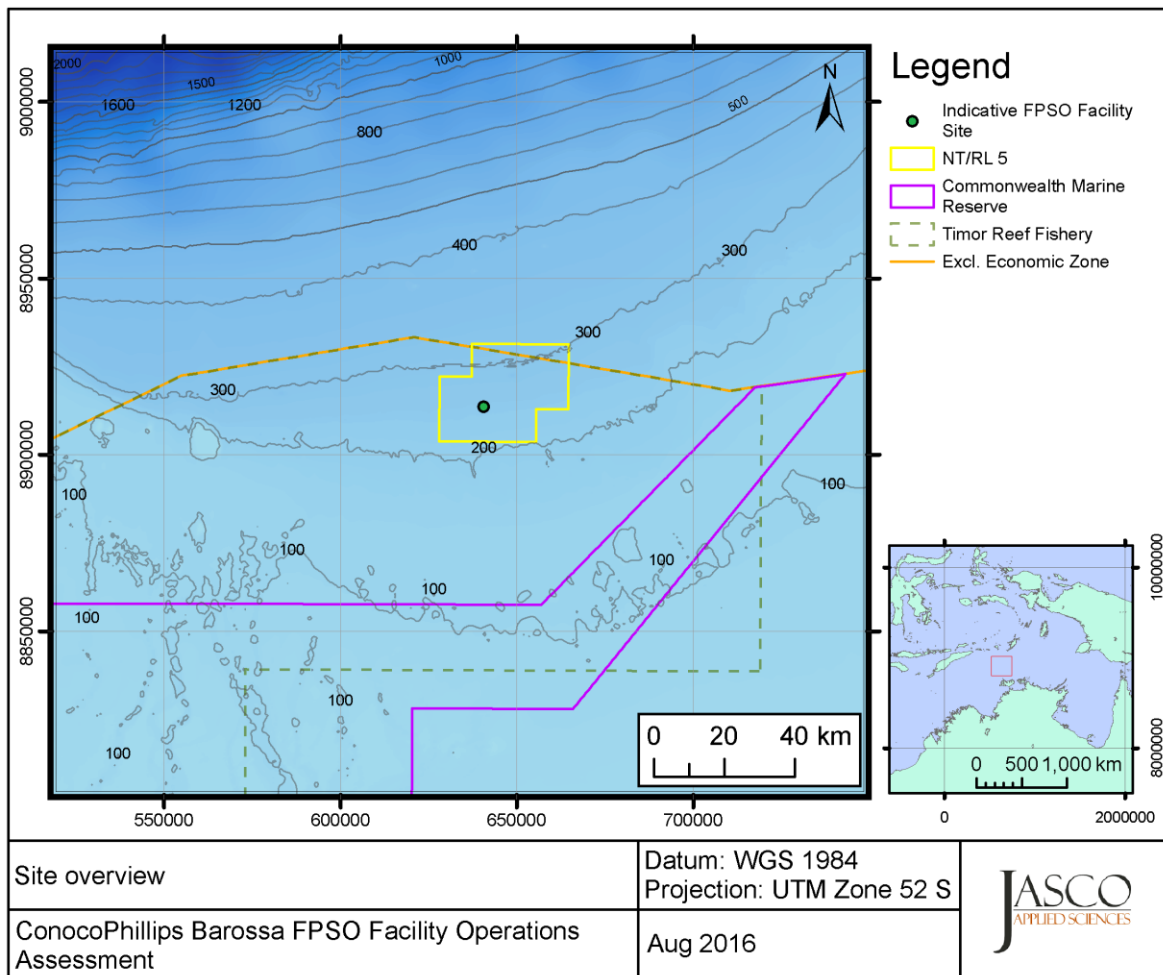 2000
1500
1000
1600
1200
500
800
400
300
300
300
200
100
100
100
100
100
100
100
100
N
9000000
8950000
8900000
8850000
550000
600000
650000
700000
0 20 40 km
Legend
Indicative FPSO Facility
Site
NT/RL 5
Commonwealth Marine
Reserve
Timor Reef Fishery
Excl. Economic Zone
10000000
8000000
0 500 1,000 km
0
2000000
Site overview
Datum: WGS 1984
Projection: UTM Zone 52 S
ConocoPhillips Barossa FPSO Facility Operations
Assessment
Aug 2016
JASCO
APPLIED SCIENCES